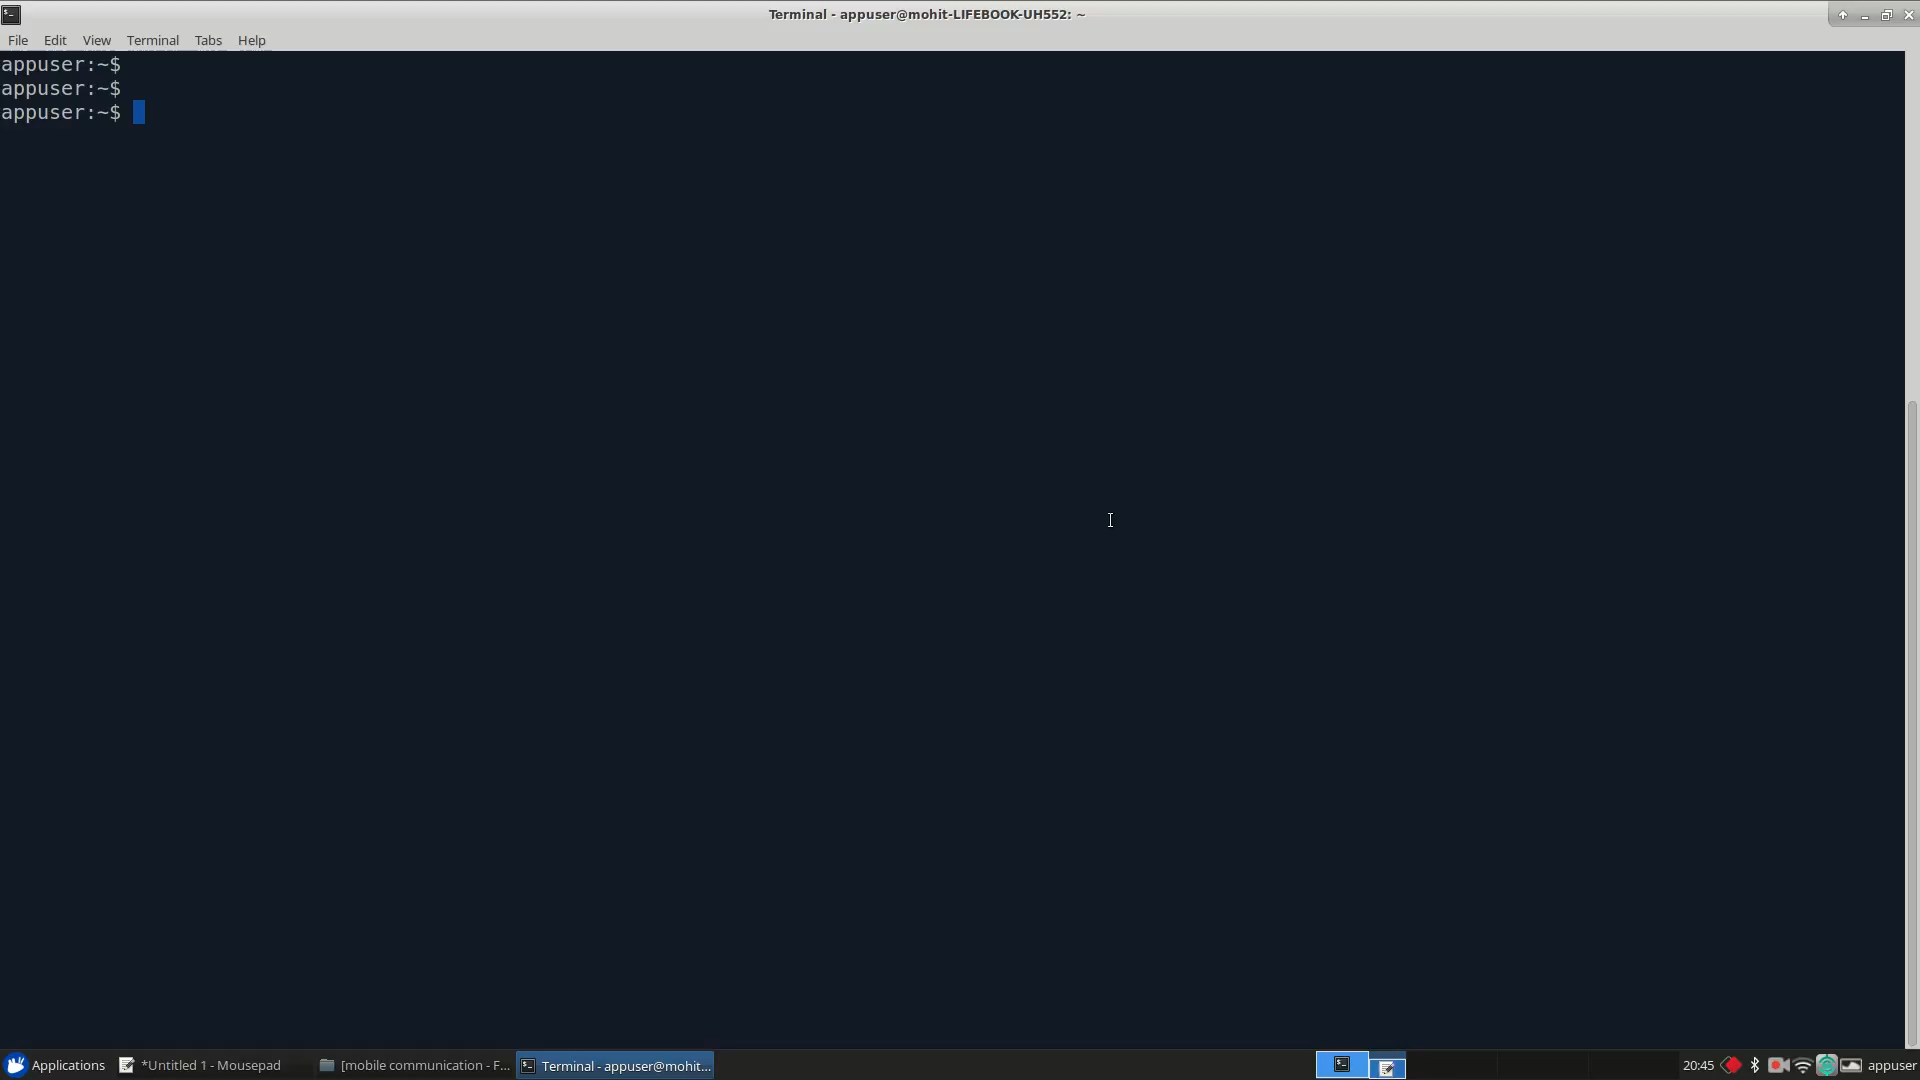 Terminal - appuser@mohit-LIFEBOOK-UH552: ~
File Edit View Terminal Tabs Help
appuser:~$
appuser:~$
appuser:~$
Applications *Untitled 1 - Mousepad [mobile communication - F... Terminal - appuser@mohit... 20:45 appuser